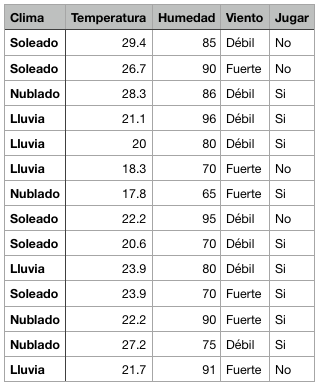 Clima Temperatura Humedad Viento Jugar
Soleado 29.4 85 Débil No
Soleado 26.7 90 Fuerte No
Nublado 28.3 86 Débil Si
Lluvia 21.1 96 Débil Si
Lluvia 20 80 Débil Si
Lluvia 18.3 70 Fuerte No
Nublado 17.8 65 Fuerte Si
Soleado 22.2 95 Débil No
Soleado 20.6 70 Débil Si
Lluvia 23.9 80 Débil Si
Soleado 23.9 70 Fuerte Si
Nublado 22.2 90 Fuerte Si
Nublado 27.2 75 Débil Si
Lluvia 21.7 91 Fuerte No